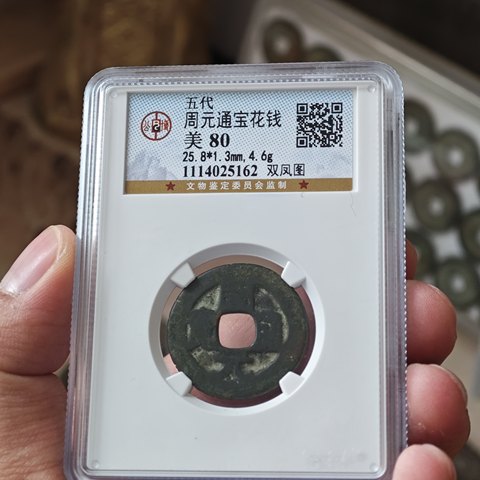 五代
周元通宝花钱
美 80
25.8*1.3mm,4.6g
1114025162 双凤图
文物鉴定委员会监制